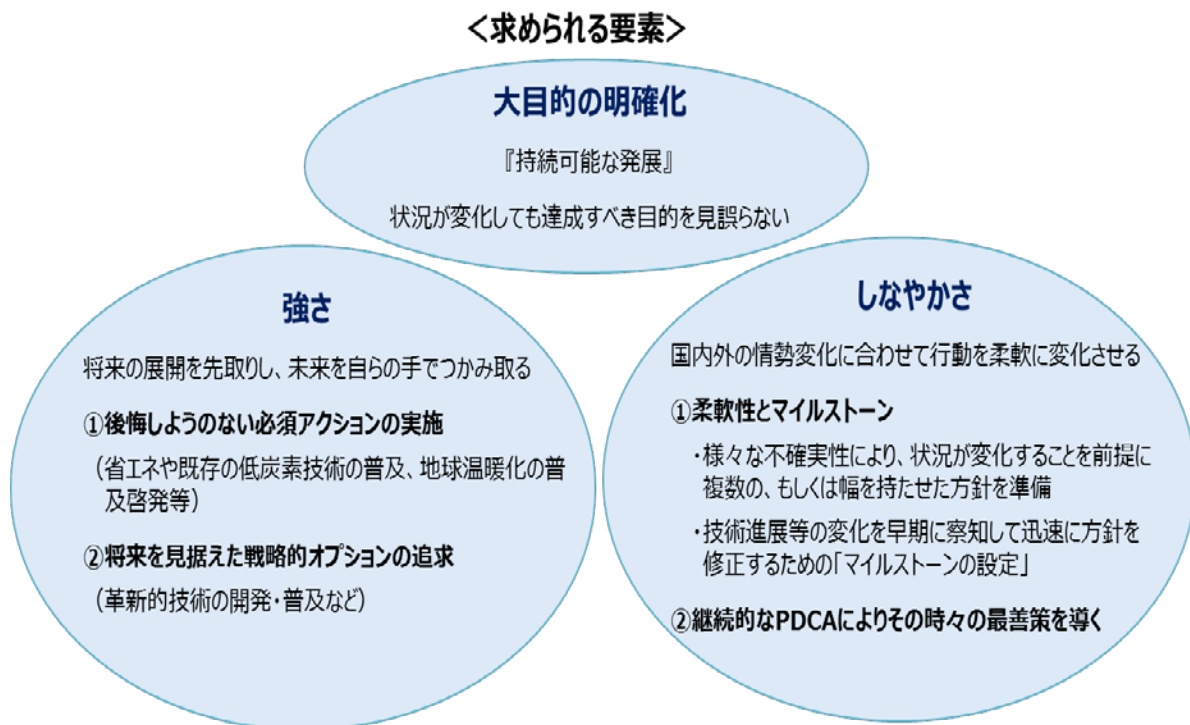 ＜求められる要素＞
大目的の明確化
『持続可能な発展』
状況が変化しても達成すべき目的を見誤らない
強さ
将来の展開を先取りし、未来を自らの手でつかみ取る
①後悔しようのない必須アクションの実施
（省エネや既存の低炭素技術の普及、地球温暖化の普
及啓発等）
②将来を見据えた戦略的オプションの追求
（革新的技術の開発・普及など）
しなやかさ
国内外の情勢変化に合わせて行動を柔軟に変化させる
①柔軟性とマイルストーン
・様々な不確実性により、状況が変化することを前提に
複数の、もしくは幅を持たせた方針を準備
・技術進展等の変化を早期に察知して迅速に方針を
修正するための「マイルストーンの設定」
②継続的なPDCAによりその時々の最善策を導く